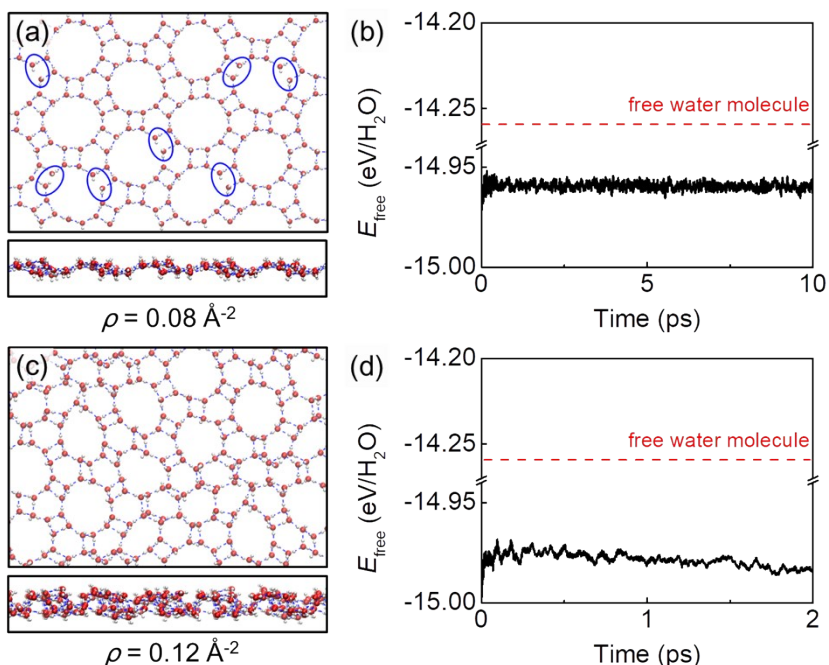 (a)
ρ = 0.08 Å⁻²
(b)
-14.20
-14.25
-14.95
-15.00
free water molecule
E_free (eV/H₂O)
0
5
10
Time (ps)
(c)
ρ = 0.12 Å⁻²
(d)
-14.20
-14.25
-14.95
-15.00
free water molecule
E_free (eV/H₂O)
0
1
2
Time (ps)